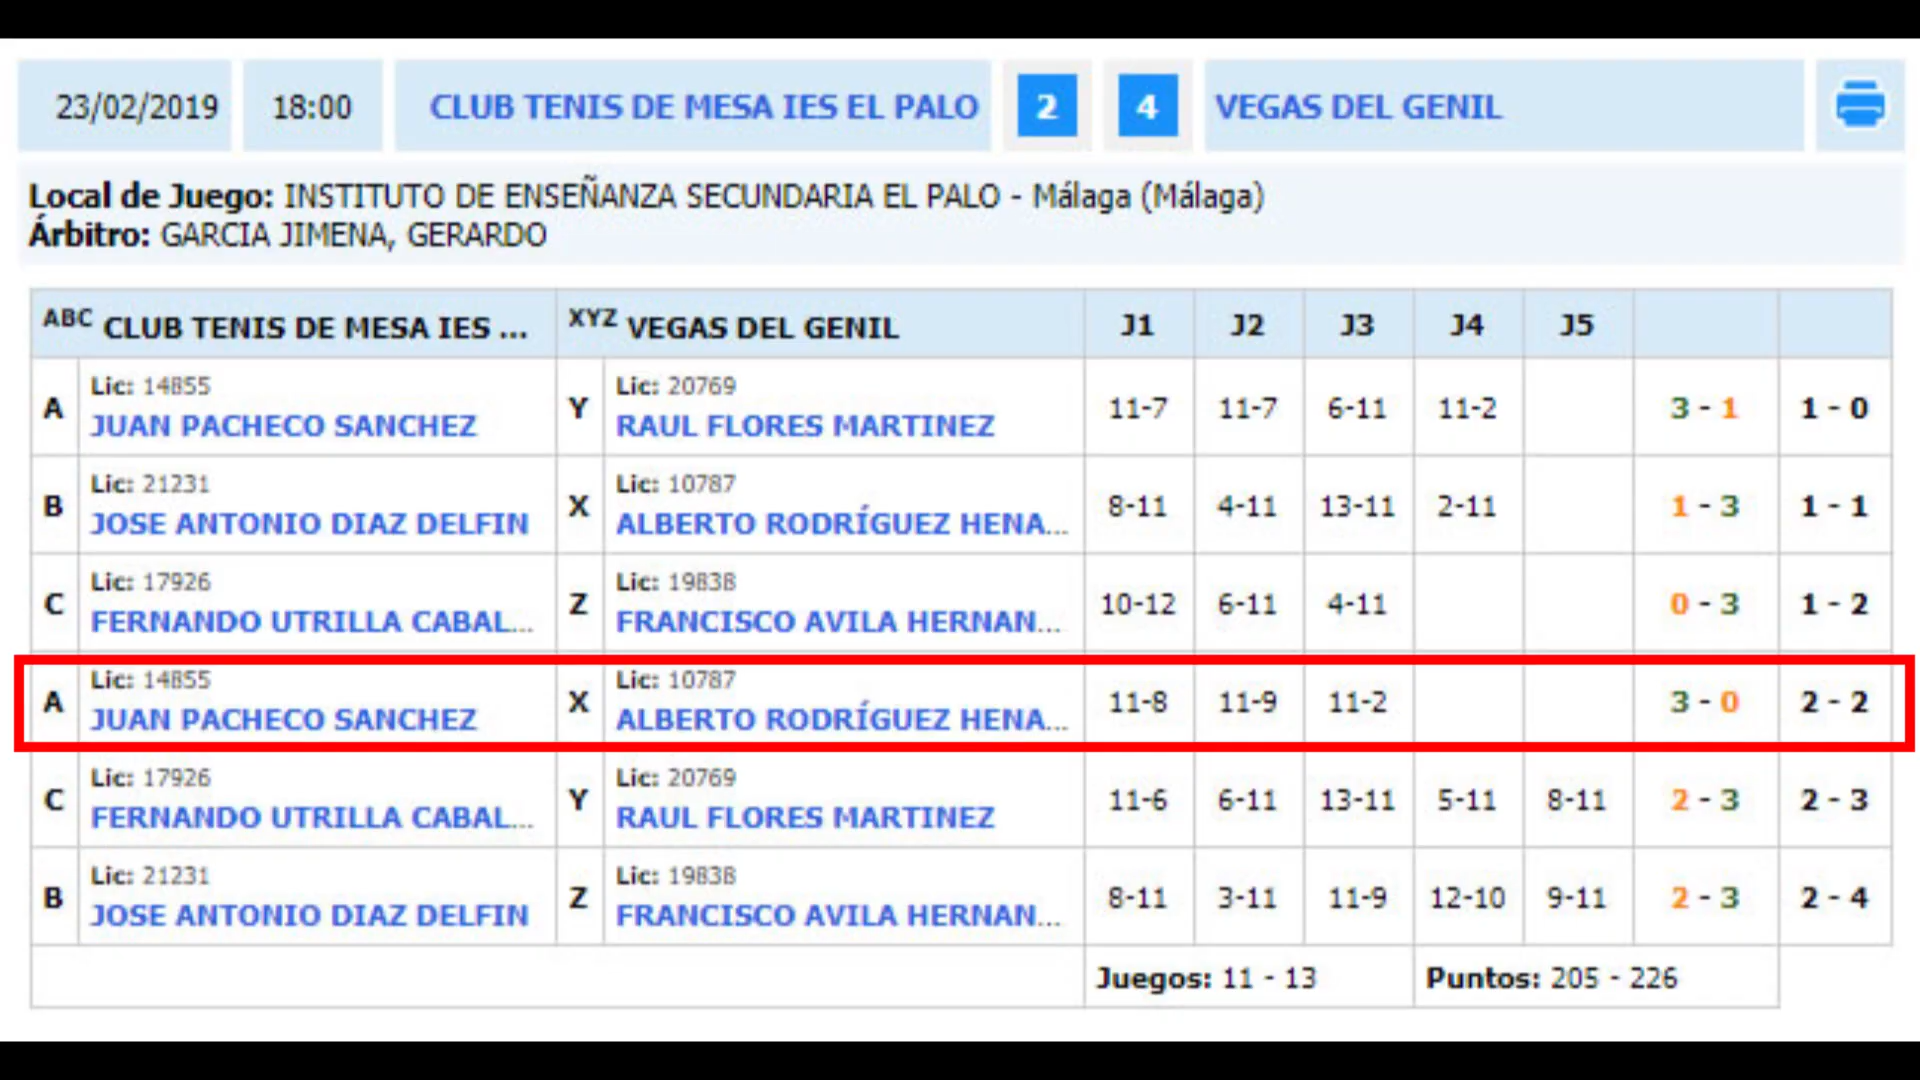 23/02/2019 18:00 CLUB TENIS DE MESA IES EL PALO 2 4 VEGAS DEL GENIL
Local de Juego: INSTITUTO DE ENSEÑANZA SECUNDARIA EL PALO - Málaga (Málaga)
Árbitro: GARCIA JIMENA, GERARDO
ABC CLUB TENIS DE MESA IES ... XYZ VEGAS DEL GENIL J1 J2 J3 J4 J5
Lic: 14855 Lic: 20769
A JUAN PACHECO SANCHEZ Y RAUL FLORES MARTINEZ 11-7 11-7 6-11 11-2 3 - 1 1 - 0
Lic: 21231 Lic: 10787
B JOSE ANTONIO DIAZ DELFIN X ALBERTO RODRÍGUEZ HENA... 8-11 4-11 13-11 2-11 1 - 3 1 - 1
Lic: 17926 Lic: 19838
C FERNANDO UTRILLA CABAL... Z FRANCISCO AVILA HERNAN... 10-12 6-11 4-11 0 - 3 1 - 2
Lic: 14855 Lic: 10787
A JUAN PACHECO SANCHEZ X ALBERTO RODRÍGUEZ HENA... 11-8 11-9 11-2 3 - 0 2 - 2
Lic: 17926 Lic: 20769
C FERNANDO UTRILLA CABAL... Y RAUL FLORES MARTINEZ 11-6 6-11 13-11 5-11 8-11 2 - 3 2 - 3
Lic: 21231 Lic: 19838
B JOSE ANTONIO DIAZ DELFIN Z FRANCISCO AVILA HERNAN... 8-11 3-11 11-9 12-10 9-11 2 - 3 2 - 4
Juegos: 11 - 13 Puntos: 205 - 226